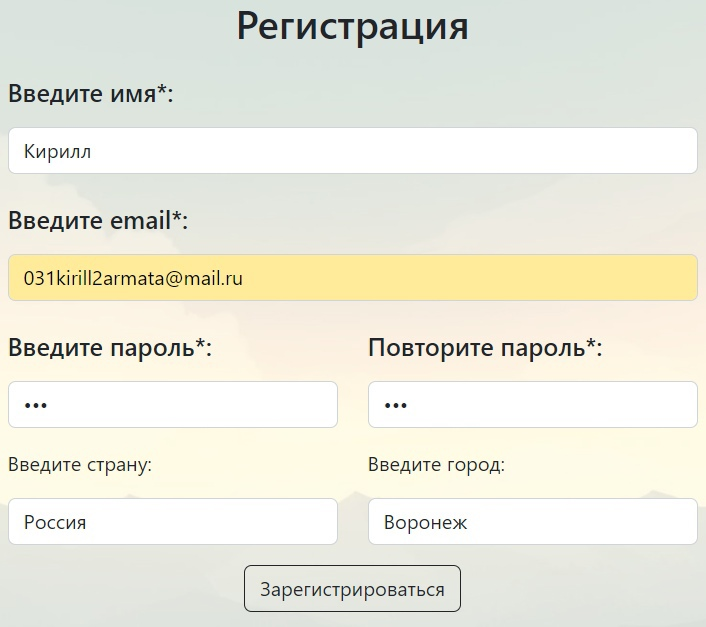 Регистрация
Введите имя*:
Кирилл
Введите email*:
031kirill2armata@mail.ru
Введите пароль*: Повторите пароль*:
••• •••
Введите страну: Введите город:
Россия Воронеж
Зарегистрироваться